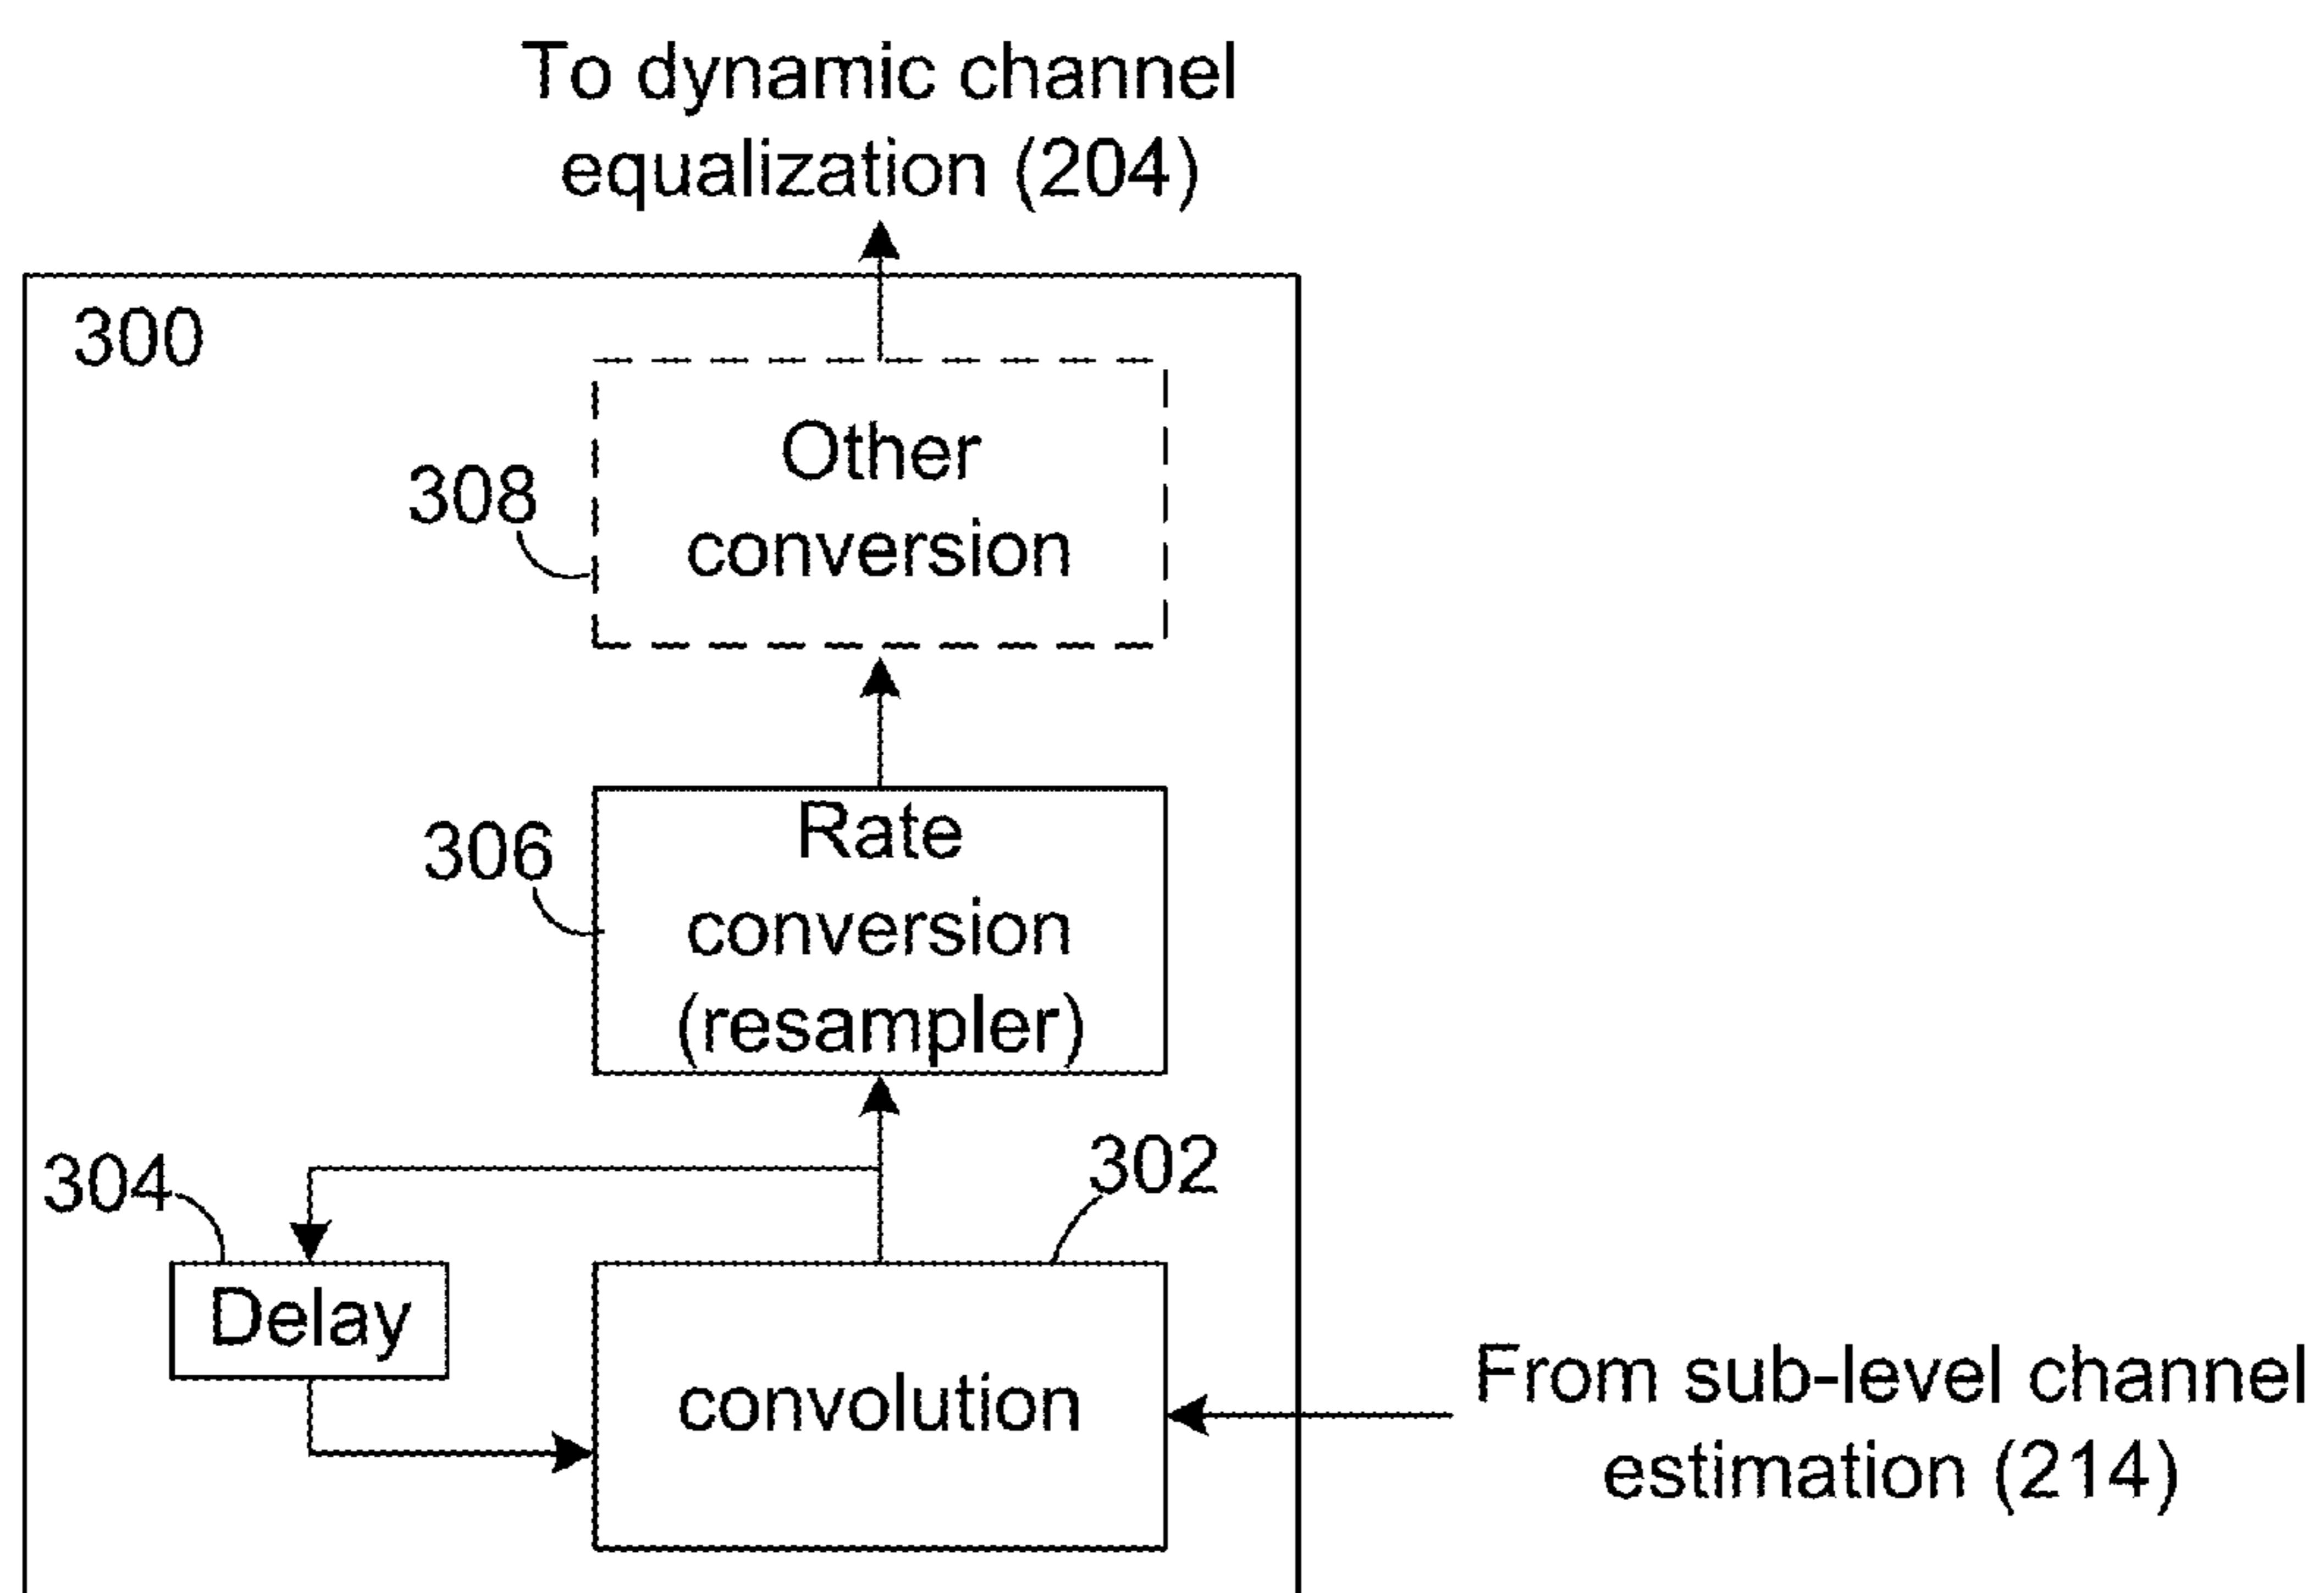 To dynamic channel
equalization (204)
300
Other
conversion
308
Rate
conversion
(resampler)
306
304
302
Delay
convolution
From sub-level channel
estimation (214)